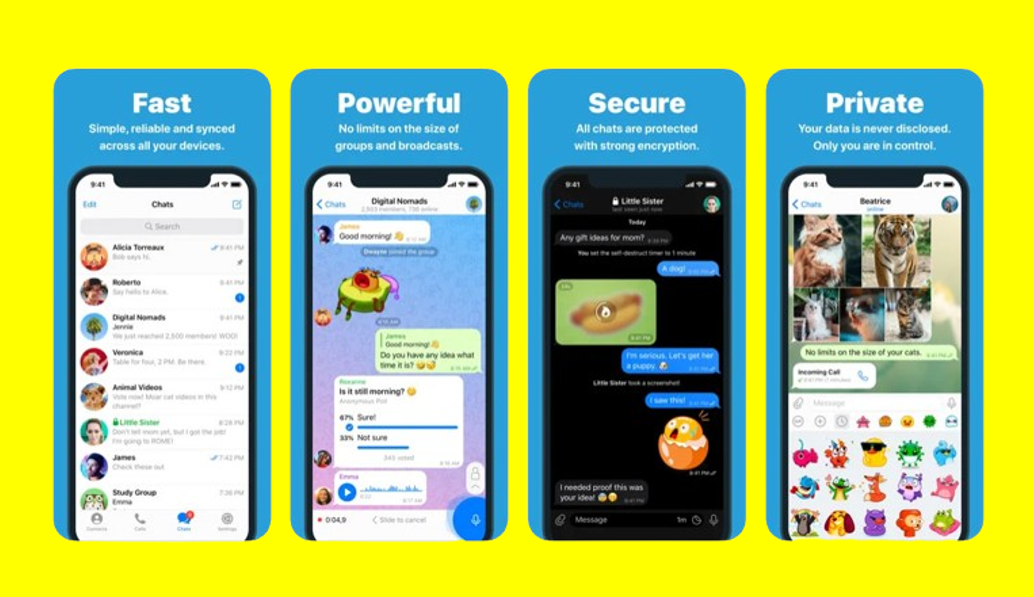 Fast
Simple, reliable and synced
across all your devices.
9:41
Edit
Chats
Search
Alicia Torreaux
9:41 PM
Bob says hi.
Roberto
9:41 PM
Say hello to Alice.
Digital Nomads
9:41 PM
Jennie
We just reached 2,500 members! WOO!
Veronica
9:22 PM
Table for four, 2 PM. Be there.
Animal Videos
9:12 PM
Vote now! Moar cat videos in this
channel?
Little Sister
8:28 PM
Don't tell mom yet, but I got the job!
I'm going to ROME!
James
7:42 PM
Check these out
Study Group
7:36 PM
Emma
Contacts
Calls
Chats
Settings
Powerful
No limits on the size of
groups and broadcasts.
9:41
Chats
Digital Nomads
James
Good morning!
Dwayne joined the group
James
Good morning!
Do you have any idea what
time it is?
Roxanne
Is it still morning?
Anonymous Poll
67% Sure!
33% Not sure
345 voted
Emma
0:22
0:04,9
Slide to cancel
Secure
All chats are protected
with strong encryption.
9:41
Chats
Little Sister
last seen just now
Today
Any gift ideas for mom?
You set the self-destruct timer to 1 minute
A dog!
I'm serious. Let's get her
a puppy.
Little Sister took a screenshot!
I saw this!
9:41 PM
I needed proof this was
your idea!
9:41 PM
Message
1m
Private
Your data is never disclosed.
Only you are in control.
9:41
Chats
Beatrice
online
No limits on the size of your cats.
9:41 PM
Incoming Call
Message